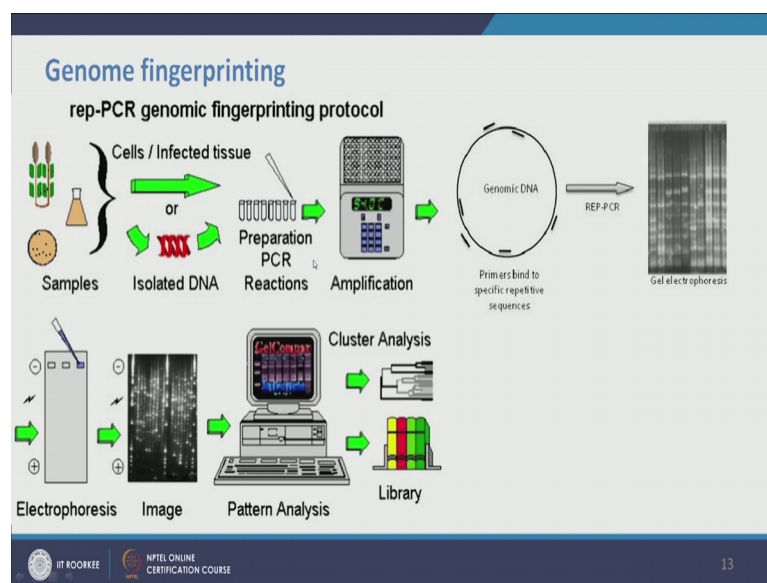 Genome fingerprinting
rep-PCR genomic fingerprinting protocol
Cells / Infected tissue
or
Samples
Isolated DNA
Preparation
PCR
Reactions
Amplification
Genomic DNA
Primers bind to
specific repetitive
sequences
REP-PCR
Gel electrophoresis
Electrophoresis
Image
Pattern Analysis
Cluster Analysis
Library
IIT ROORKEE
NPTEL ONLINE
CERTIFICATION COURSE
13